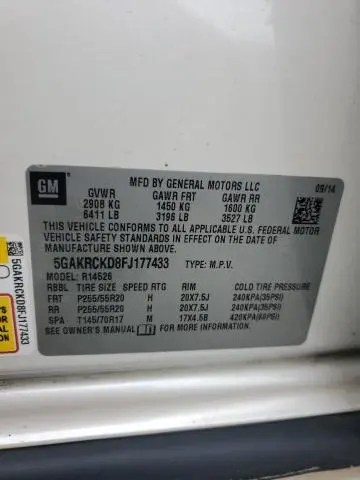 GM
MFD BY GENERAL MOTORS LLC
09/14
GVWR GAWR FRT GAWR RR
2908 KG 1450 KG 1600 KG
6411 LB 3196 LB 3527 LB
THIS VEHICLE CONFORMS TO ALL APPLICABLE U.S. FEDERAL MOTOR
VEHICLE SAFETY STANDARDS IN EFFECT ON THE DATE OF
MANUFACTURE SHOWN ABOVE.
5GAKRCKD8FJ177433 TYPE: M.P.V.
MODEL: R14526
RBBL TIRE SIZE SPEED RTG RIM COLD TIRE PRESSURE
FRT P255/55R20 H 20X7.5J 240KPA(35PSI)
RR P255/55R20 H 20X7.5J 240KPA(35PSI)
SPA T145/70R17 M 17X4.5B 420KPA(60PSI)
SEE OWNER'S MANUAL FOR MORE INFORMATION.
5GAKRCKD8FJ177433